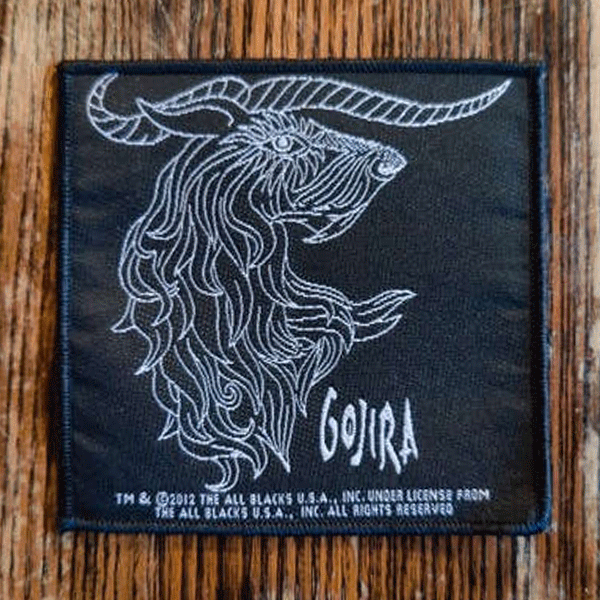 GOJIRA
TM & ©2012 THE ALL BLACKS U.S.A., INC. UNDER LICENSE FROM
THE ALL BLACKS U.S.A., INC. ALL RIGHTS RESERVED